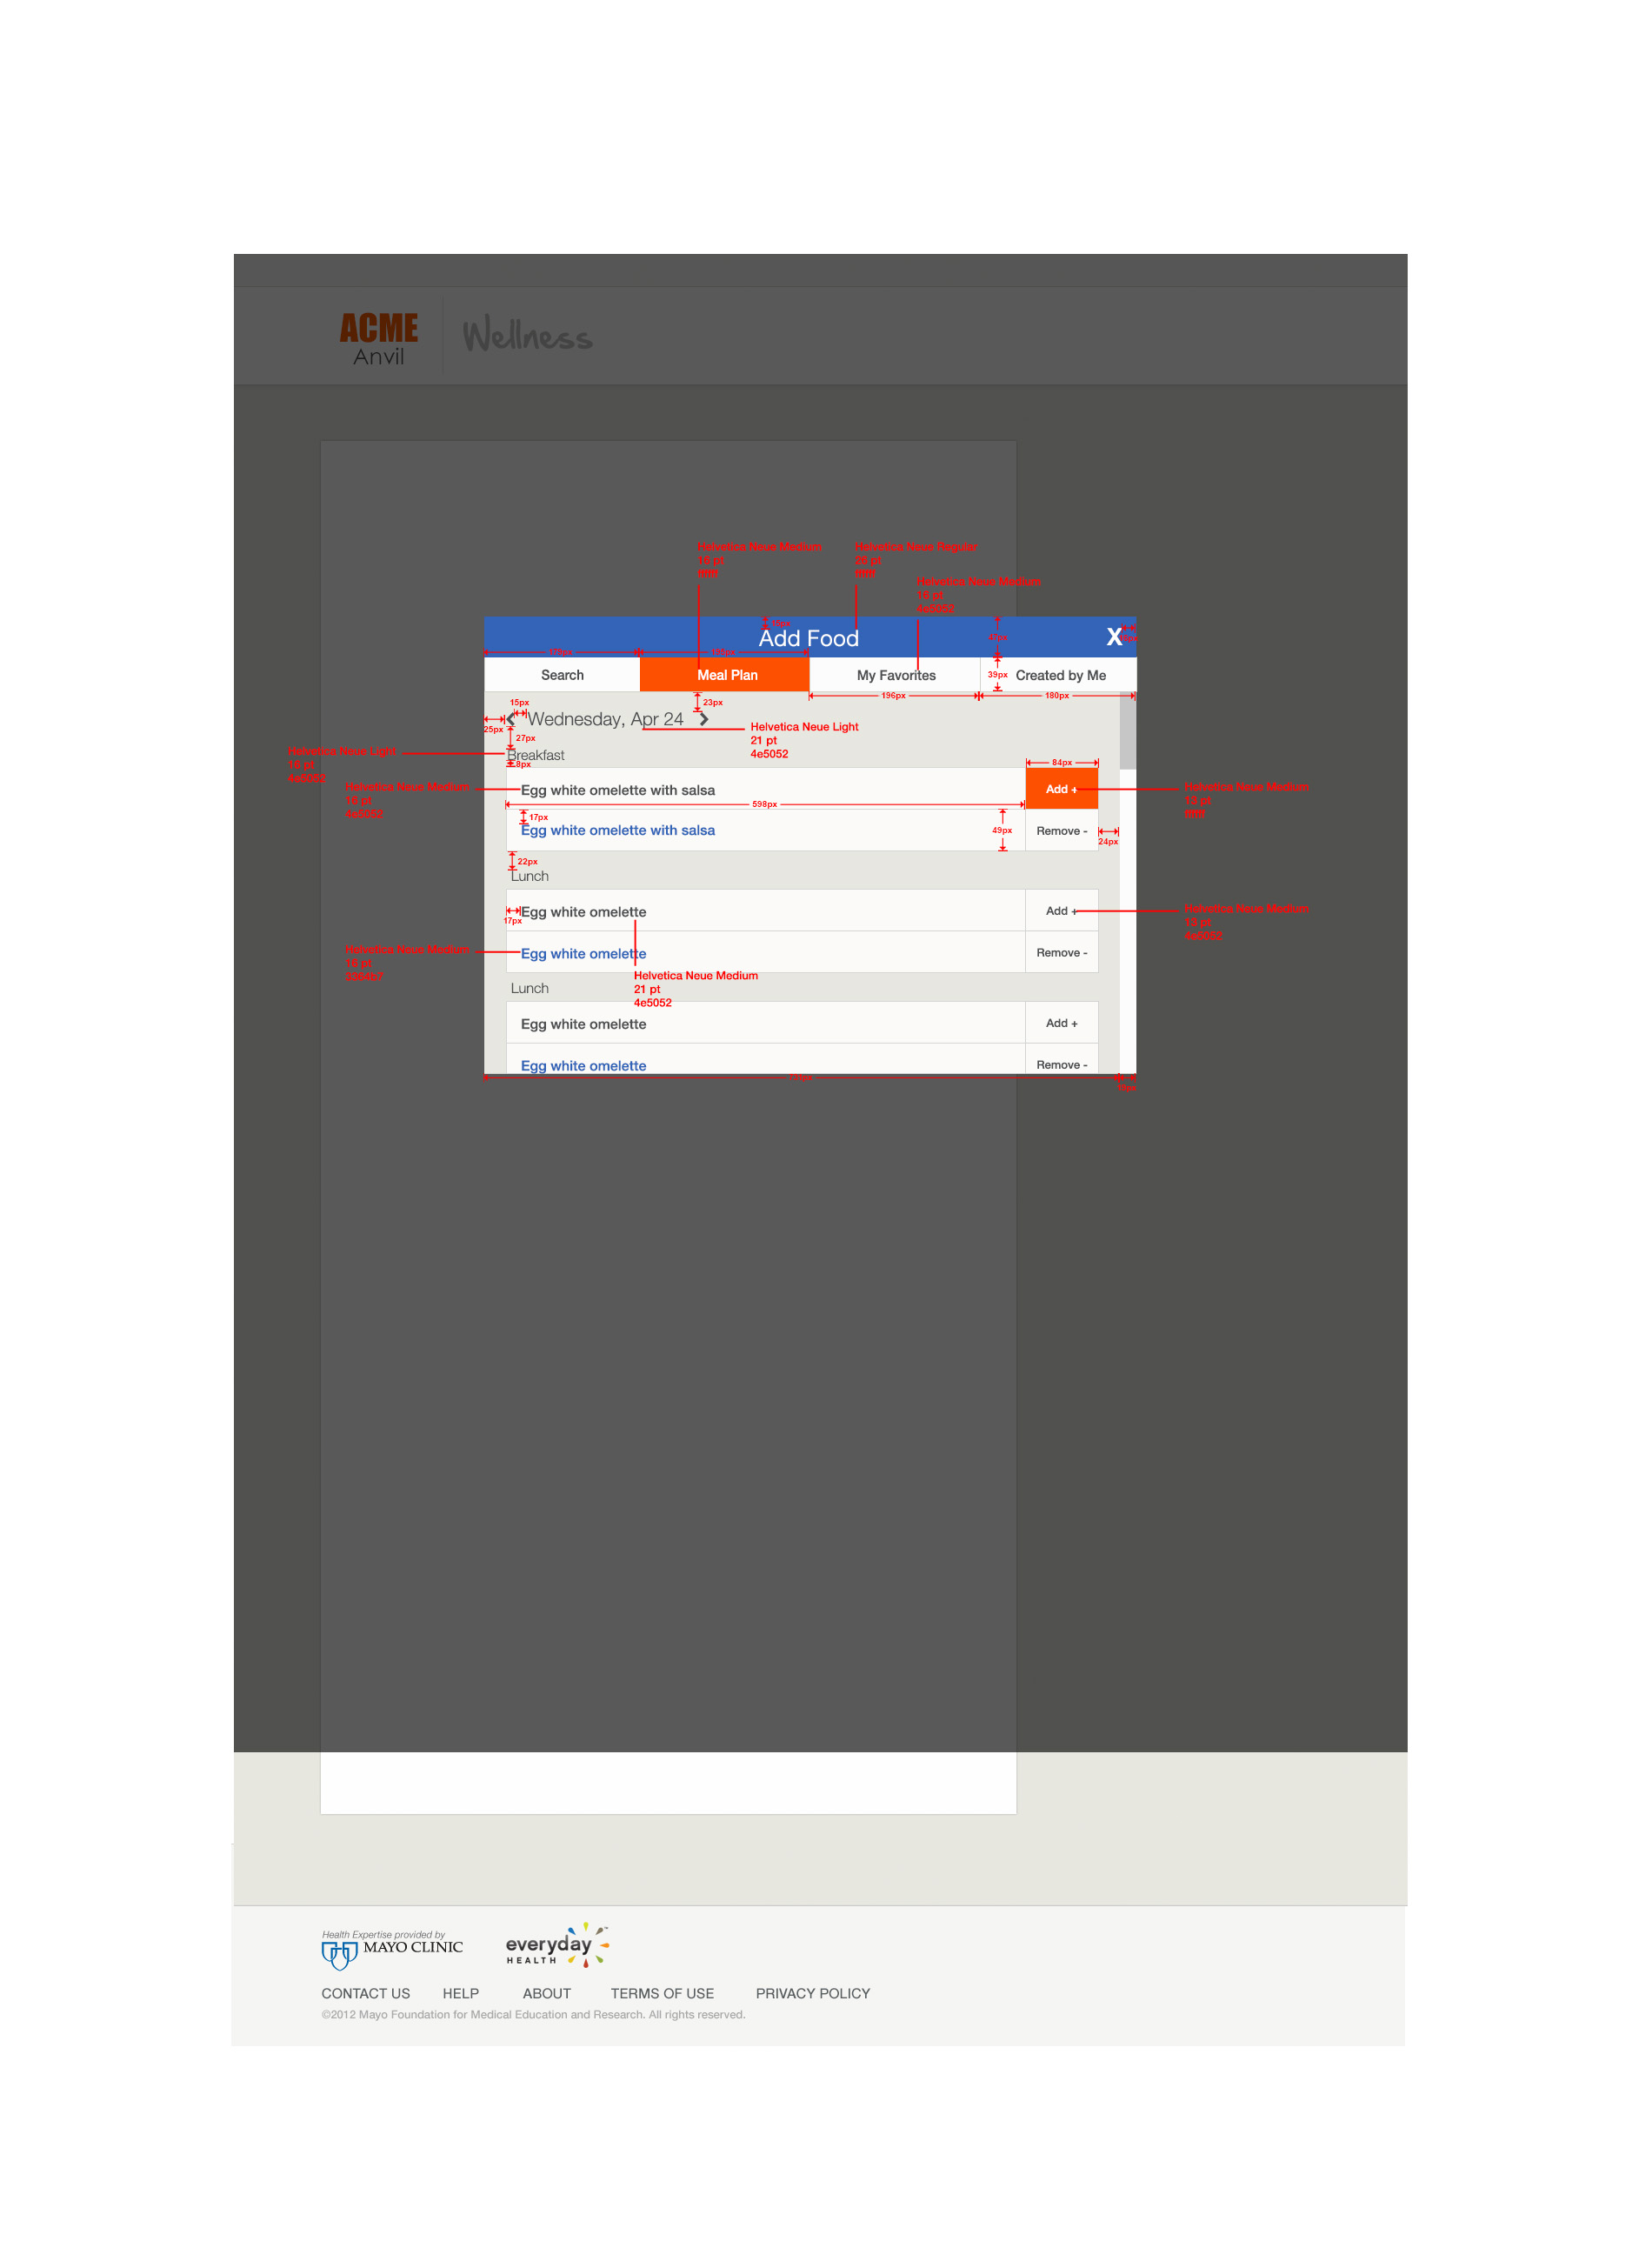 ACME
Anvil
Wellness
Helvetica Neue Medium
16 pt
ffffff
Helvetica Neue Regular
26 pt
ffffff
Helvetica Neue Medium
16 pt
4e5052
Add Food
X
47px
Search
Meal Plan
My Favorites
39px
Created by Me
196px
180px
15px
23px
25px
Wednesday, Apr 24
27px
Helvetica Neue Light
21 pt
4e5052
Helvetica Neue Light
16 pt
4e5052
Breakfast
8px
84px
Helvetica Neue Medium
16 pt
4e5052
Egg white omelette with salsa
Add +
Helvetica Neue Medium
13 pt
ffffff
598px
17px
Egg white omelette with salsa
49px
Remove -
24px
22px
Lunch
17px
Egg white omelette
Add +
Helvetica Neue Medium
13 pt
4e5052
Helvetica Neue Medium
16 pt
Egg white omelette
Remove -
Helvetica Neue Medium
21 pt
4e5052
Lunch
Egg white omelette
Add +
Egg white omelette
Remove -
Health Expertise provided by
MAYO CLINIC
everyday
HEALTH
CONTACT US HELP ABOUT TERMS OF USE PRIVACY POLICY
©2012 Mayo Foundation for Medical Education and Research. All rights reserved.